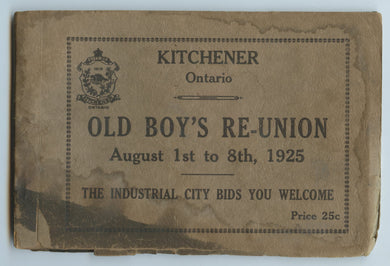 KITCHENER
Ontario
OLD BOY'S RE-UNION
August 1st to 8th, 1925
THE INDUSTRIAL CITY BIDS YOU WELCOME
Price 25c
ONTARIO